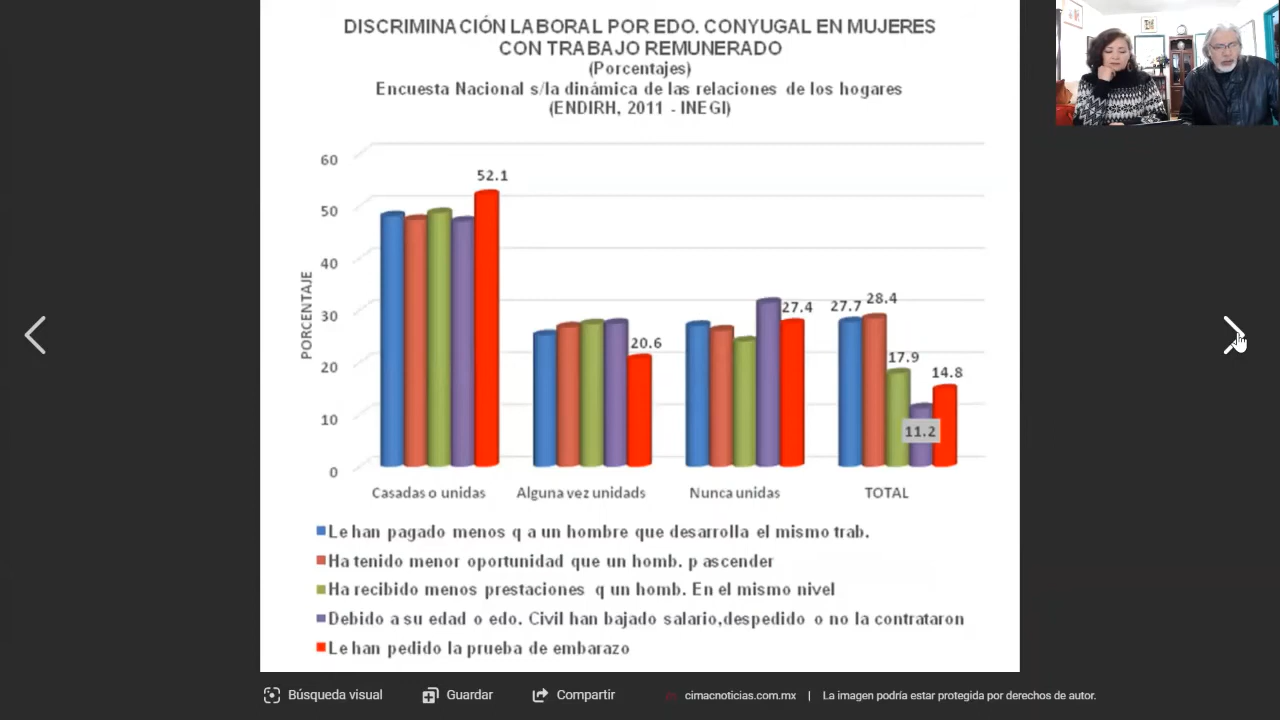 DISCRIMINACIÓN LABORAL POR EDO. CONYUGAL EN MUJERES
CON TRABAJO REMUNERADO
(Porcentajes)
Encuesta Nacional s/la dinámica de las relaciones de los hogares
(ENDIRH, 2011 - INEGI)
PORCENTAJE
60
50
40
30
20
10
0
52.1
20.6
27.4
27.7
28.4
17.9
11.2
14.8
Casadas o unidas
Alguna vez unidads
Nunca unidas
TOTAL
Le han pagado menos q a un hombre que desarrolla el mismo trab.
Ha tenido menor oportunidad que un homb. p ascender
Ha recibido menos prestaciones q un homb. En el mismo nivel
Debido a su edad o edo. Civil han bajado salario,despedido o no la contrataron
Le han pedido la prueba de embarazo
Búsqueda visual
Guardar
Compartir
cimacnoticias.com.mx | La imagen podría estar protegida por derechos de autor.